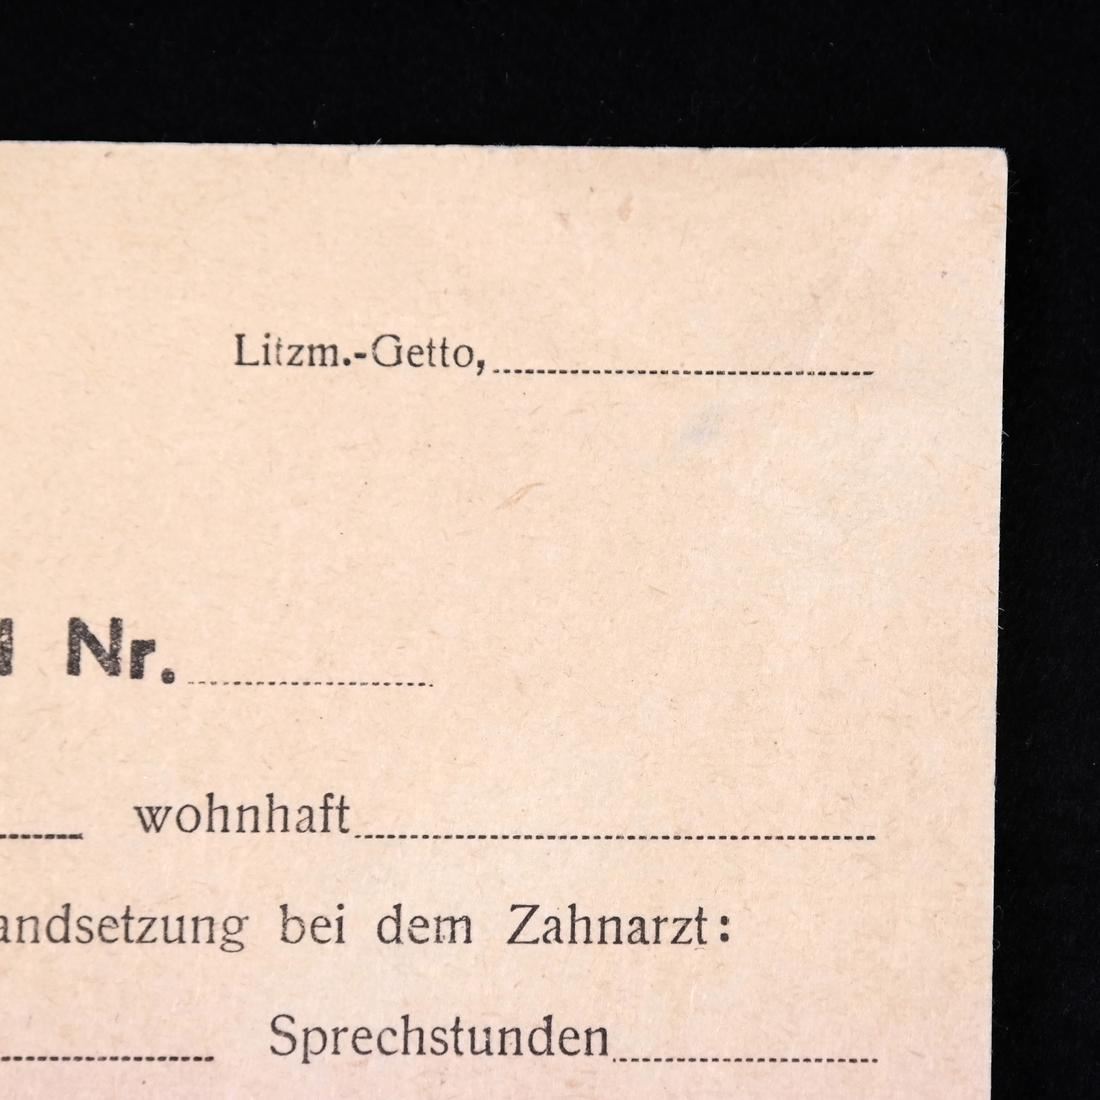 Litzm.-Getto,
Nr.
wohnhaft
andsetzung bei dem Zahnarzt:
Sprechstunden